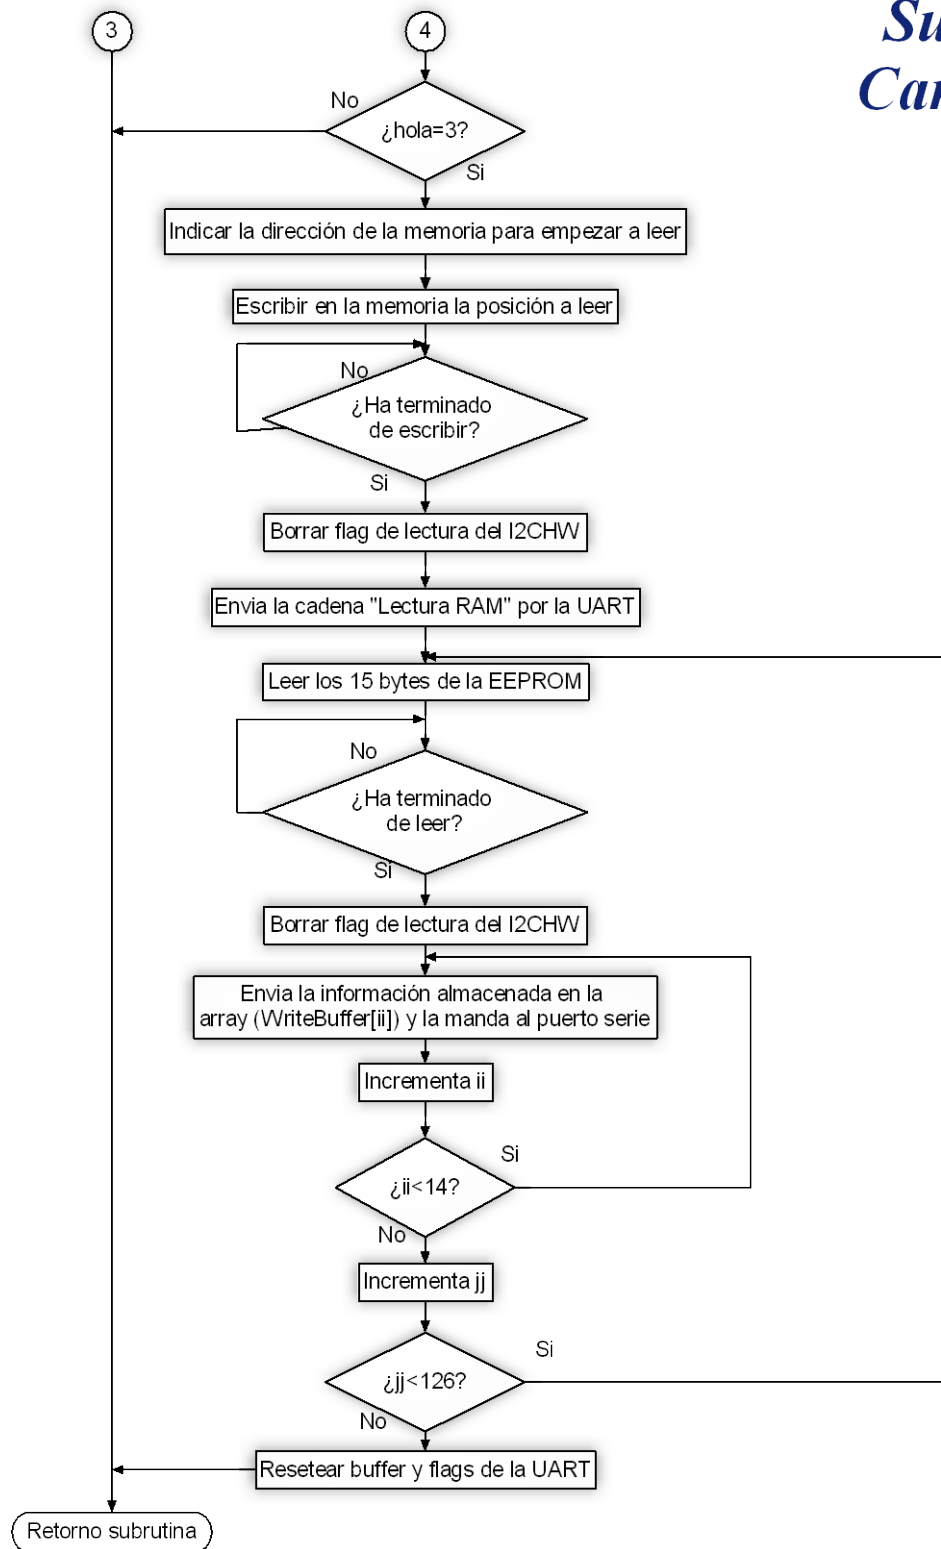 3
4
Su
Car
No
¿hola=3?
Si
Indicar la dirección de la memoria para empezar a leer
Escribir en la memoria la posición a leer
No
¿Ha terminado
de escribir?
Si
Borrar flag de lectura del I2CHW
Envia la cadena "Lectura RAM" por la UART
Leer los 15 bytes de la EEPROM
No
¿Ha terminado
de leer?
Si
Borrar flag de lectura del I2CHW
Envia la información almacenada en la
array (WriteBuffer[ii]) y la manda al puerto serie
Incrementa ii
Si
¿ii<14?
No
Incrementa jj
Si
¿jj<126?
No
Resetear buffer y flags de la UART
Retorno subrutina